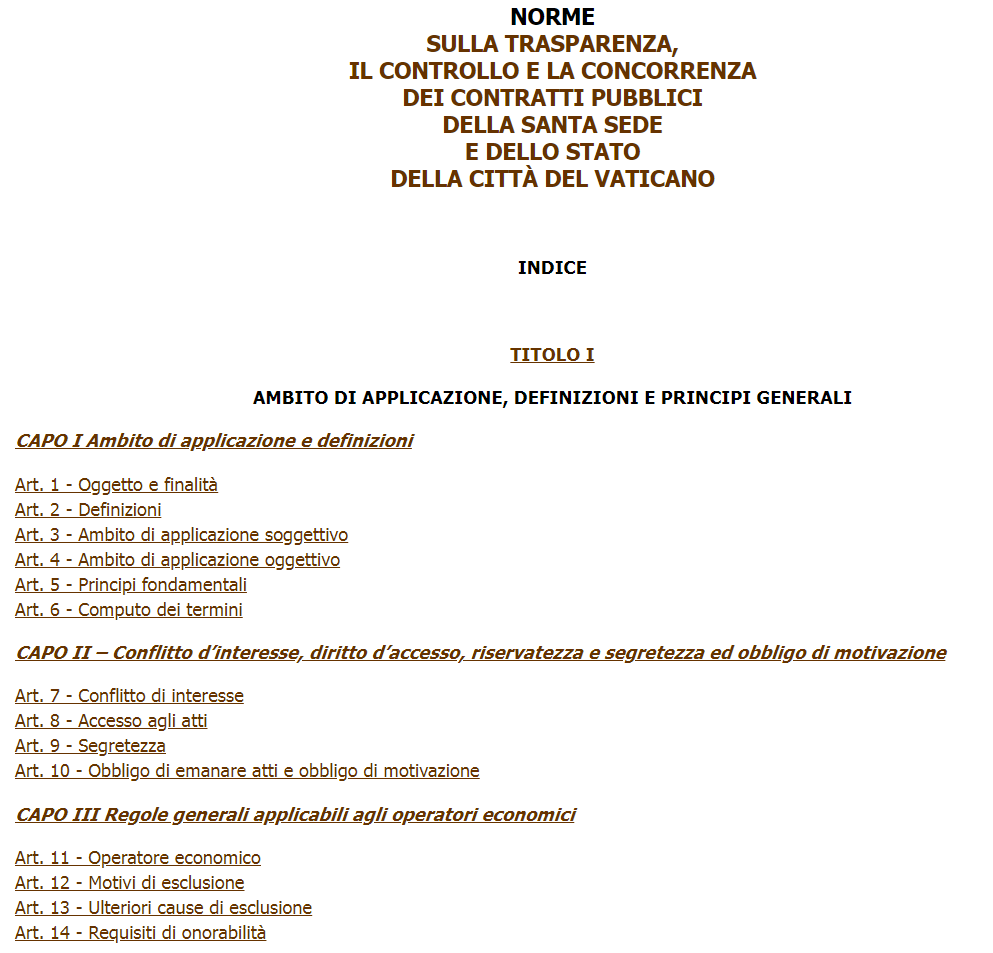 NORME
SULLA TRASPARENZA,
IL CONTROLLO E LA CONCORRENZA
DEI CONTRATTI PUBBLICI
DELLA SANTA SEDE
E DELLO STATO
DELLA CITTÀ DEL VATICANO
INDICE
TITOLO I
AMBITO DI APPLICAZIONE, DEFINIZIONI E PRINCIPI GENERALI
CAPO I Ambito di applicazione e definizioni
Art. 1 - Oggetto e finalità
Art. 2 - Definizioni
Art. 3 - Ambito di applicazione soggettivo
Art. 4 - Ambito di applicazione oggettivo
Art. 5 - Principi fondamentali
Art. 6 - Computo dei termini
CAPO II – Conflitto d’interesse, diritto d’accesso, riservatezza e segretezza ed obbligo di motivazione
Art. 7 - Conflitto di interesse
Art. 8 - Accesso agli atti
Art. 9 - Segretezza
Art. 10 - Obbligo di emanare atti e obbligo di motivazione
CAPO III Regole generali applicabili agli operatori economici
Art. 11 - Operatore economico
Art. 12 - Motivi di esclusione
Art. 13 - Ulteriori cause di esclusione
Art. 14 - Requisiti di onorabilità